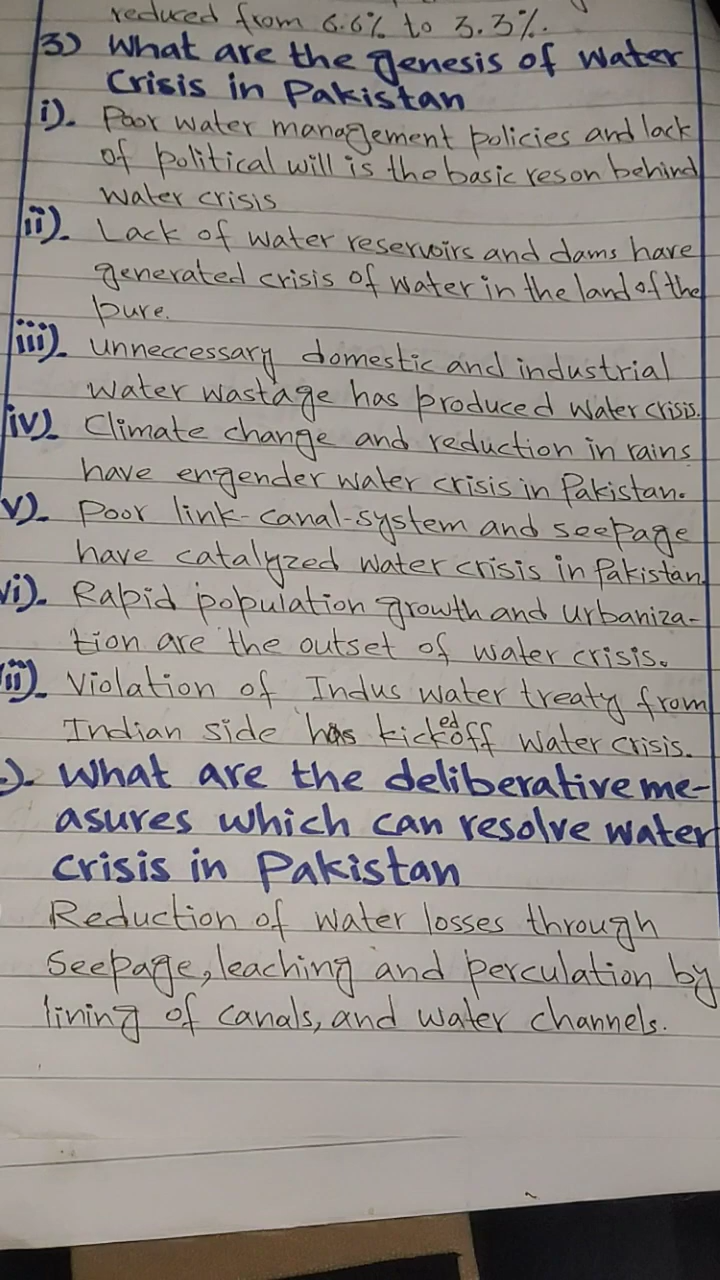 reduced from 6.6% to 3.3%.
3) What are the genesis of water
Crisis in Pakistan
i). Poor water management policies and lack
of political will is the basic reson behind
water crisis
ii). Lack of water reservoirs and dams have
generated crisis of water in the land of the
pure.
iii). unneccessary domestic and industrial
water wastage has produced water crisis.
iv). Climate change and reduction in rains
have engender water crisis in Pakistan.
v). Poor link-canal-system and seepage
have catalyzed water crisis in Pakistan.
vi). Rapid population growth and urbaniza-
tion are the outset of water crisis.
ii). Violation of Indus water treaty from
Indian side has kickedoff water crisis.
). What are the deliberative me-
asures which can resolve water
crisis in Pakistan
Reduction of water losses through
seepage, leaching and perculation by
lining of canals, and water channels.